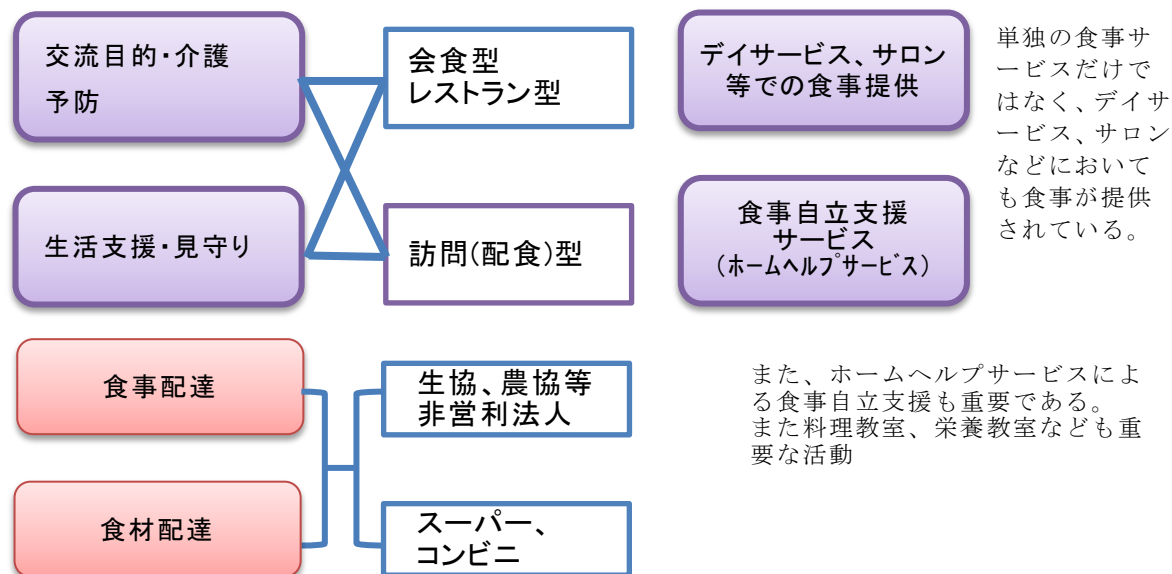 交流目的・介護
予防
会食型
レストラン型
デイサービス、サロン
等での食事提供
単独の食事サ
ービスだけで
はなく、デイサ
ービス、サロン
などにおいて
も食事が提供
されている。
生活支援・見守り
訪問(配食)型
食事自立支援
サービス
(ホームヘルプサービス)
食事配達
生協、農協等
非営利法人
また、ホームヘルプサービスによ
る食事自立支援も重要である。
また料理教室、栄養教室なども重
要な活動
食材配達
スーパー、
コンビニ